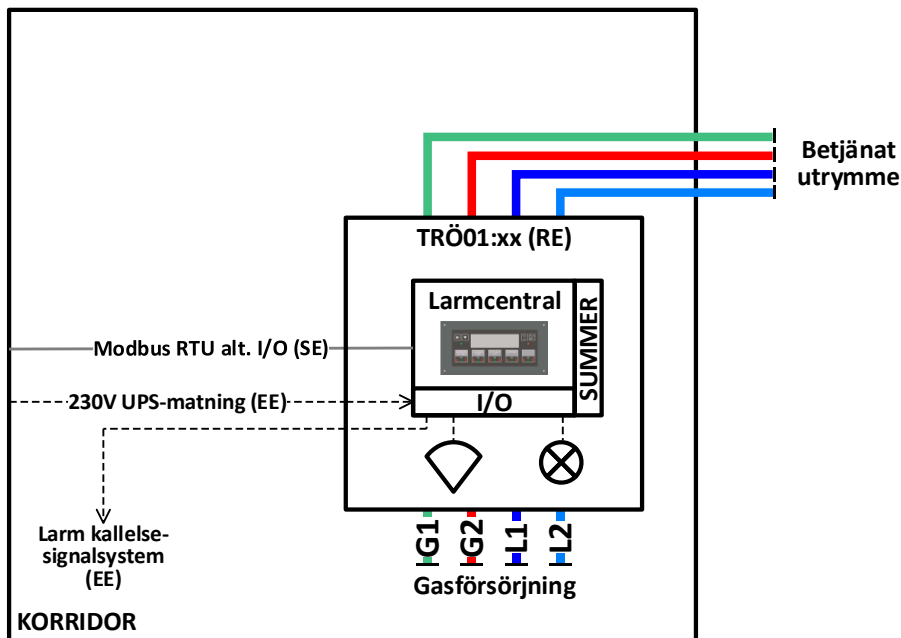 Betjänat
utrymme
TRÖ01:xx (RE)
Larmcentral
SUMMER
Modbus RTU alt. I/O (SE)
230V UPS-matning (EE)
I/O
Larm kallelse-
signalsystem
(EE)
G1
G2
L1
L2
Gasförsörjning
KORRIDOR